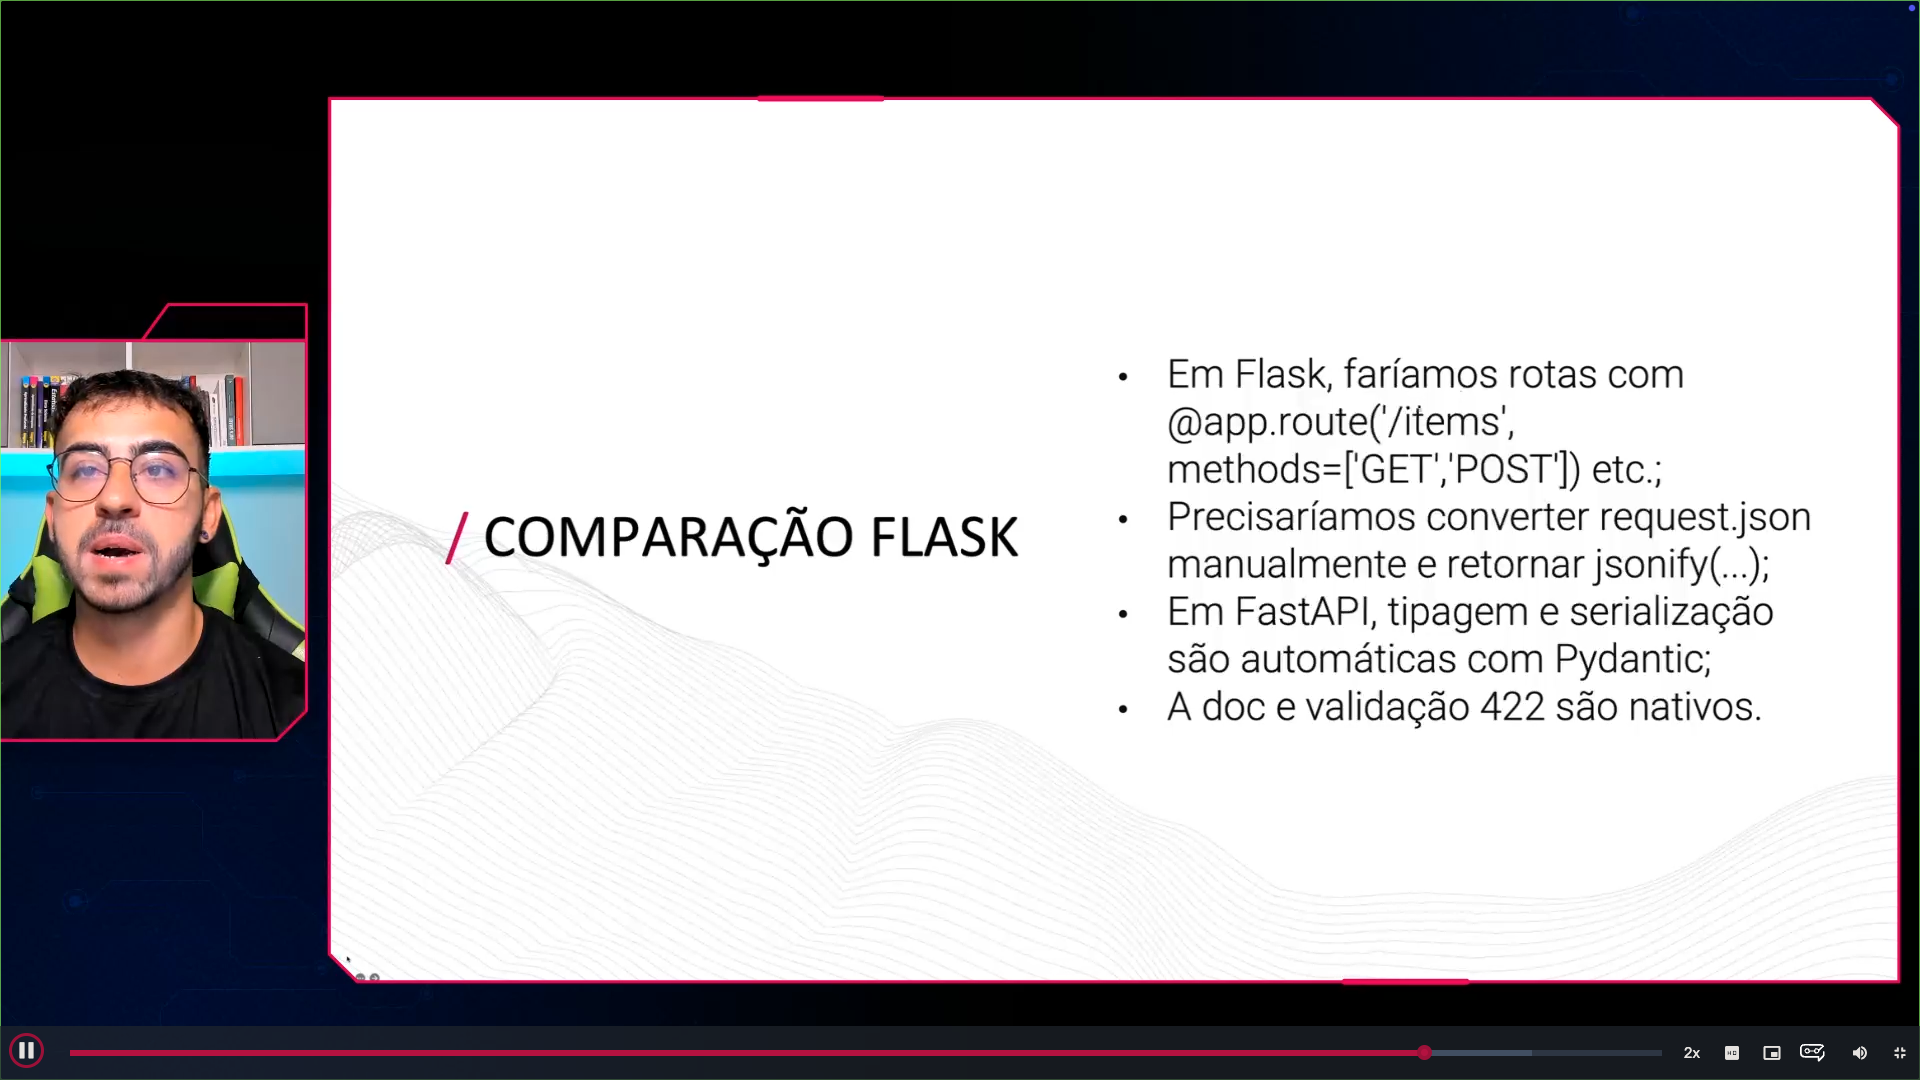 / COMPARAÇÃO FLASK
• Em Flask, faríamos rotas com
@app.route('/items',
methods=['GET','POST']) etc.;
• Precisaríamos converter request.json
manualmente e retornar jsonify(...);
• Em FastAPI, tipagem e serialização
são automáticas com Pydantic;
• A doc e validação 422 são nativos.
2x
HD